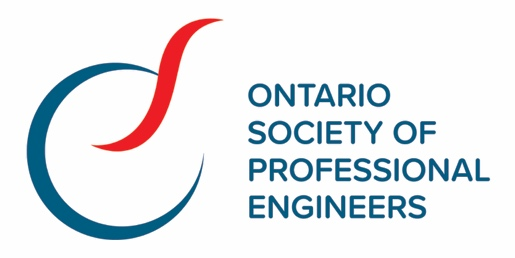 ONTARIO
SOCIETY OF
PROFESSIONAL
ENGINEERS